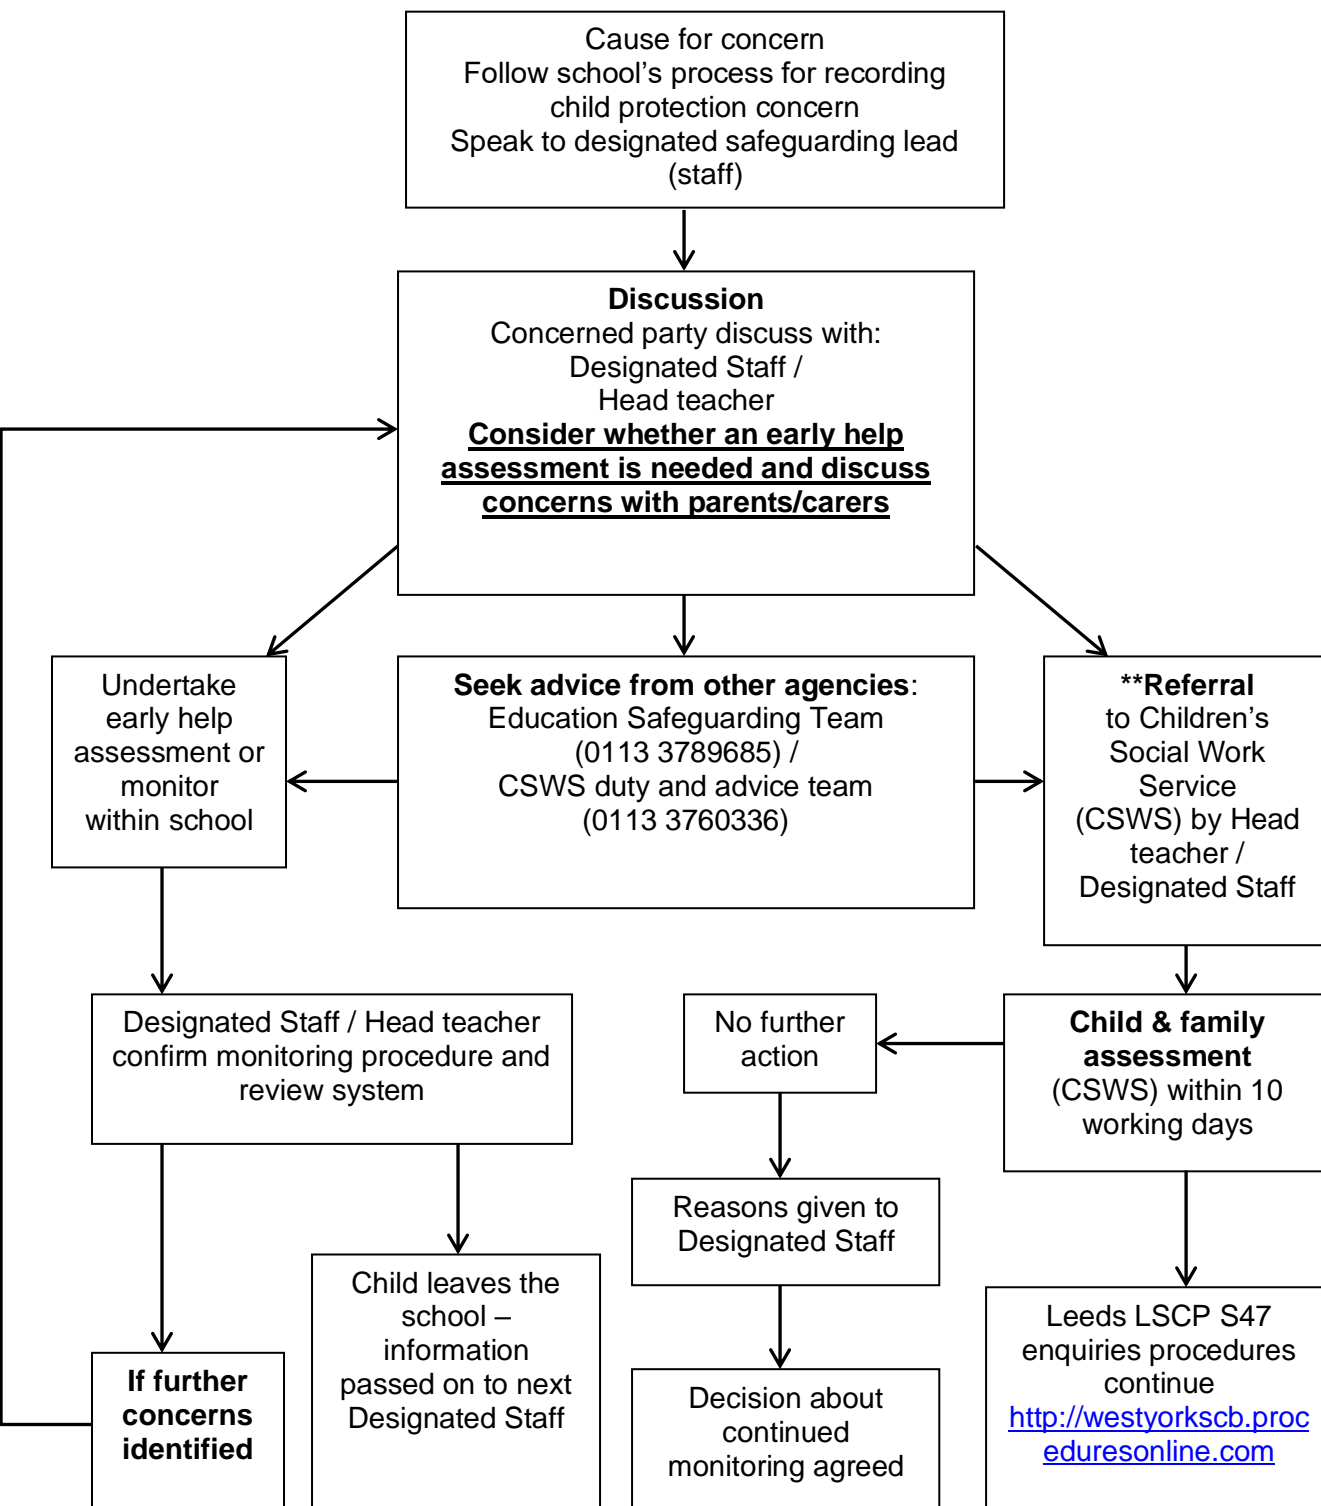 Cause for concern
Follow school’s process for recording
child protection concern
Speak to designated safeguarding lead
(staff)
Discussion
Concerned party discuss with:
Designated Staff /
Head teacher
Consider whether an early help
assessment is needed and discuss
concerns with parents/carers
Undertake
early help
assessment or
monitor
within school
Seek advice from other agencies:
Education Safeguarding Team
(0113 3789685) /
CSWS duty and advice team
(0113 3760336)
**Referral
to Children’s
Social Work
Service
(CSWS) by Head
teacher /
Designated Staff
Designated Staff / Head teacher
confirm monitoring procedure and
review system
No further
action
Child & family
assessment
(CSWS) within 10
working days
Reasons given to
Designated Staff
Child leaves the
school –
information
passed on to next
Designated Staff
If further
concerns
identified
Decision about
continued
monitoring agreed
Leeds LSCP S47
enquiries procedures
continue
http://westyorkscb.proc
eduresonline.com